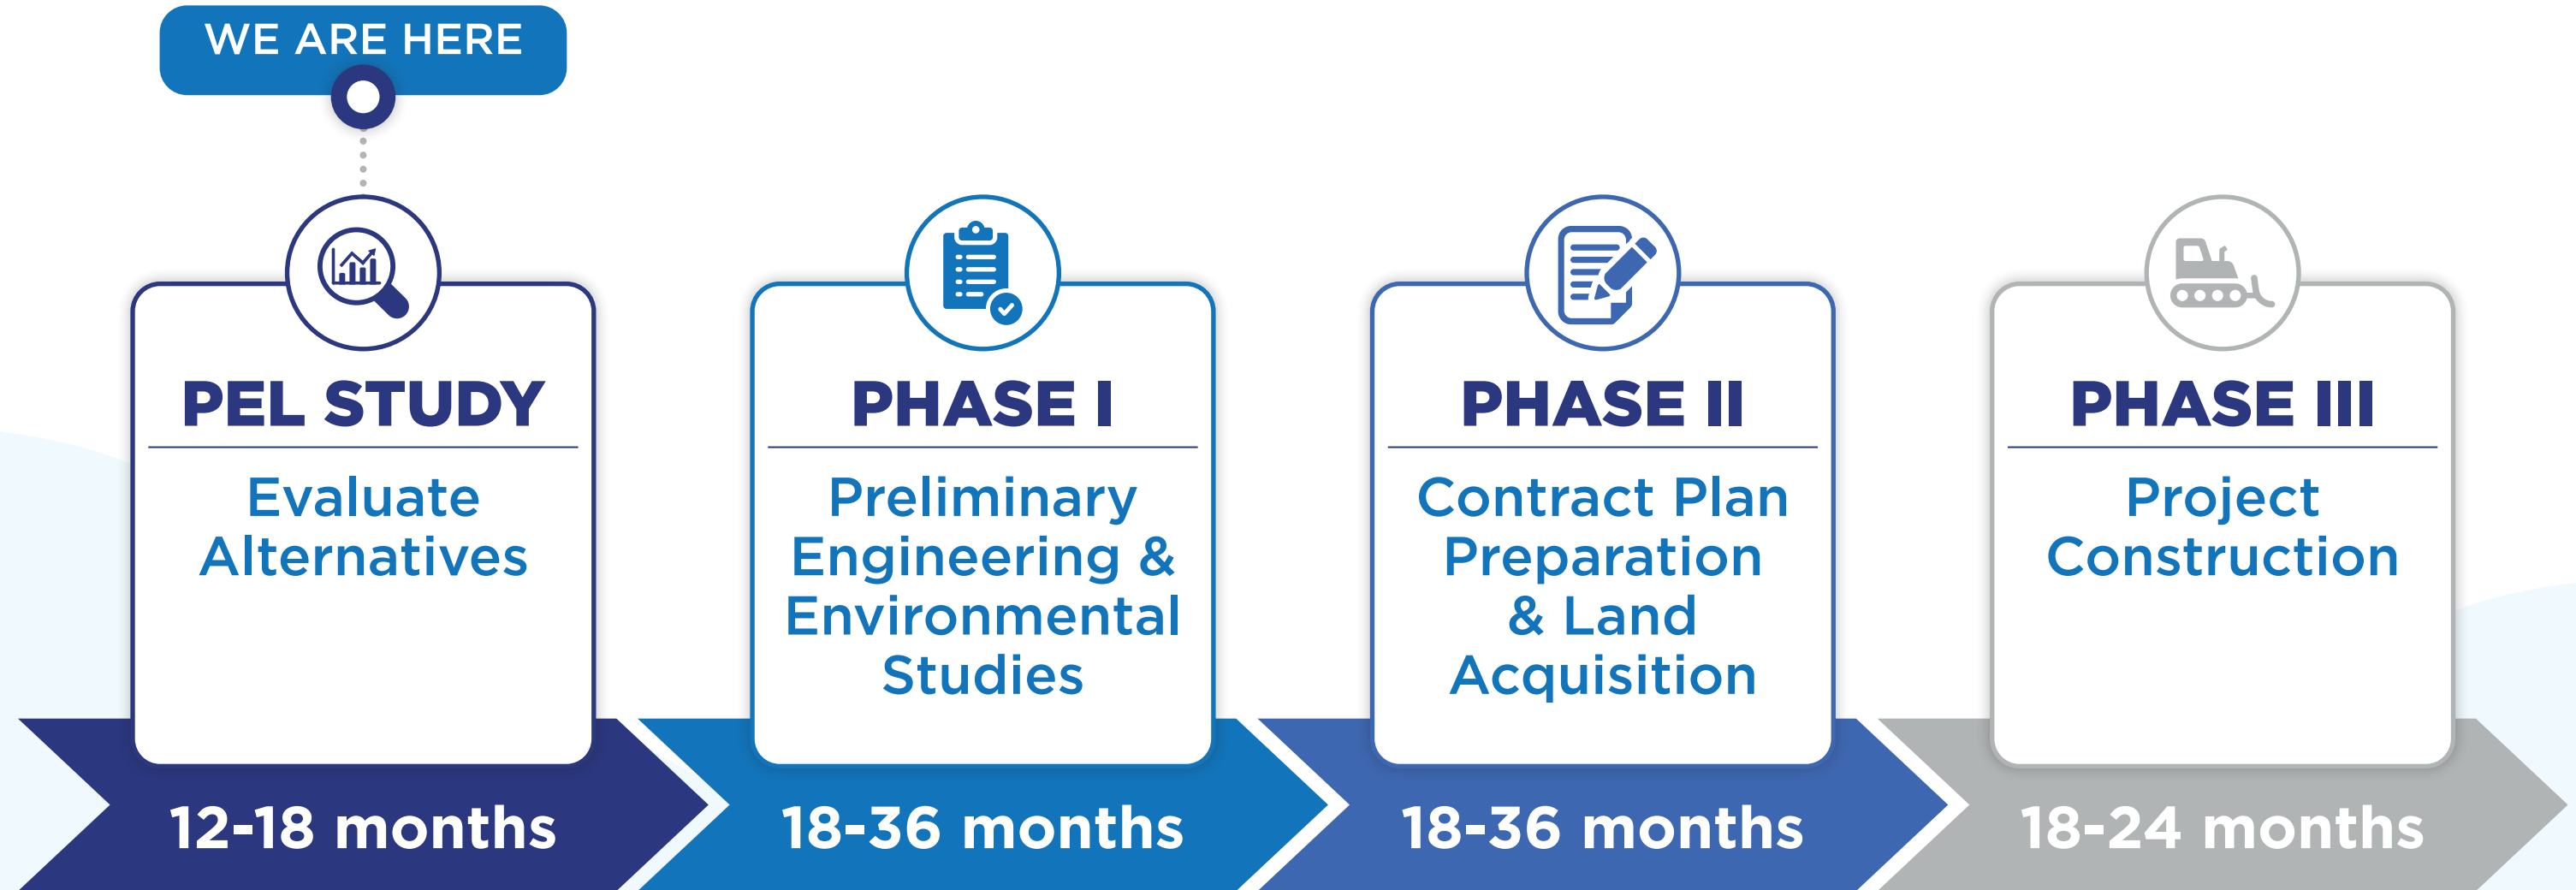 WE ARE HERE
PEL STUDY
Evaluate
Alternatives
12-18 months
PHASE I
Preliminary
Engineering &
Environmental
Studies
18-36 months
PHASE II
Contract Plan
Preparation
& Land
Acquisition
18-36 months
PHASE III
Project
Construction
18-24 months